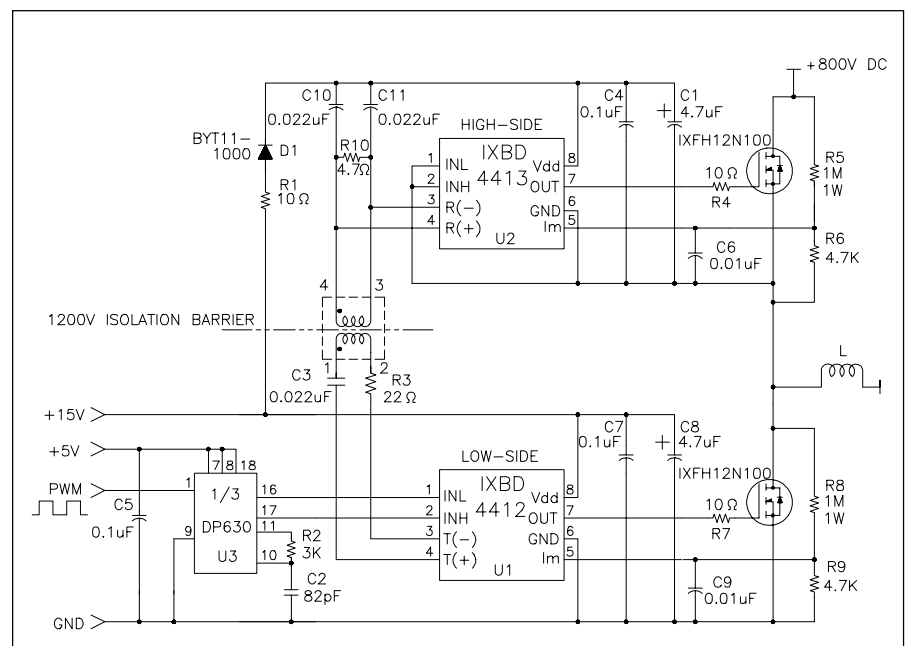 +800V DC
C10
0.022uF
C11
0.022uF
C4
0.1uF
C1
+ 4.7uF
HIGH-SIDE
IXFH12N100
BYT11-
1000
D1
R10
4.7Ω
IXBD
4413
1 INL
2 INH
3 R(-)
4 R(+)
Vdd 8
OUT 7
GND 6
Im 5
U2
10Ω
R4
R5
1M
1W
R1
10Ω
C6
0.01uF
R6
4.7K
4 3
1200V ISOLATION BARRIER
1 2
C3
0.022uF
R3
22Ω
L
+15V
+5V
PWM
GND
C5
0.1uF
7 8 18
1
1/3
DP630
U3
9
16
17
11
10
R2
3K
C2
82pF
C7
0.1uF
C8
+ 4.7uF
LOW-SIDE
IXFH12N100
IXBD
4412
1 INL
2 INH
3 T(-)
4 T(+)
Vdd 8
OUT 7
GND 6
Im 5
U1
10Ω
R7
R8
1M
1W
C9
0.01uF
R9
4.7K